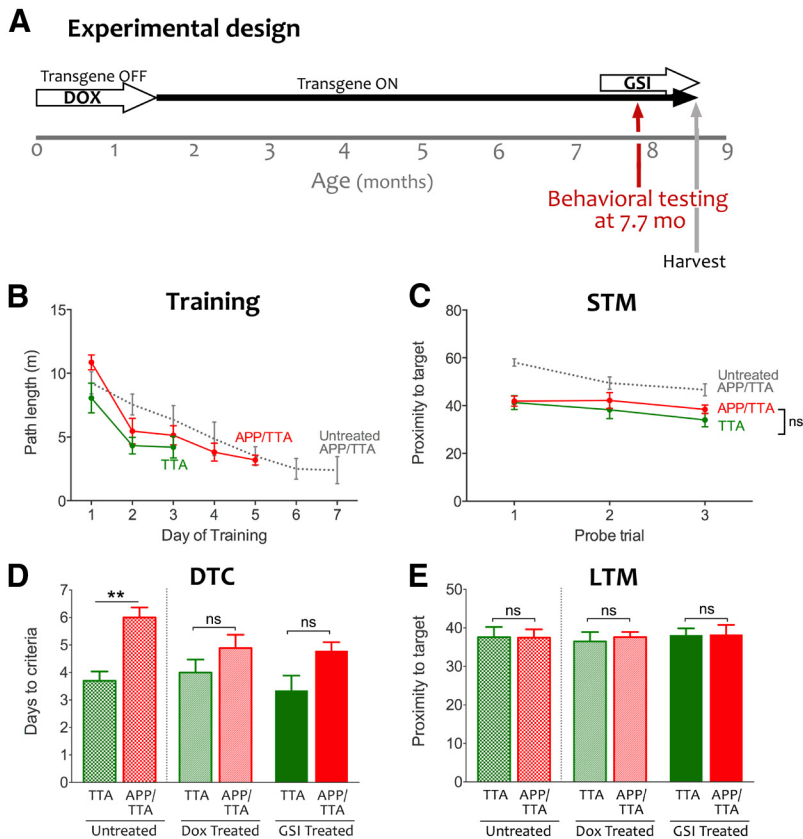 A
Experimental design
Transgene OFF
DOX
Transgene ON
GSI
0 1 2 3 4 5 6 7 8 9
Age (months)
Behavioral testing
at 7.7 mo
Harvest
B
Training
Path length (m)
15
10
5
0
APP/TTA
Untreated
APP/TTA
TTA
1 2 3 4 5 6 7
Day of Training
C
STM
Proximity to target
80
60
40
20
0
Untreated
APP/TTA
APP/TTA
TTA
ns
1 2 3
Probe trial
D
DTC
Days to criteria
7
6
5
4
3
2
1
0
**
ns
ns
TTA APP/TTA TTA APP/TTA TTA APP/TTA
Untreated Dox Treated GSI Treated
E
LTM
Proximity to target
50
40
30
20
10
0
ns
ns
ns
TTA APP/TTA TTA APP/TTA TTA APP/TTA
Untreated Dox Treated GSI Treated